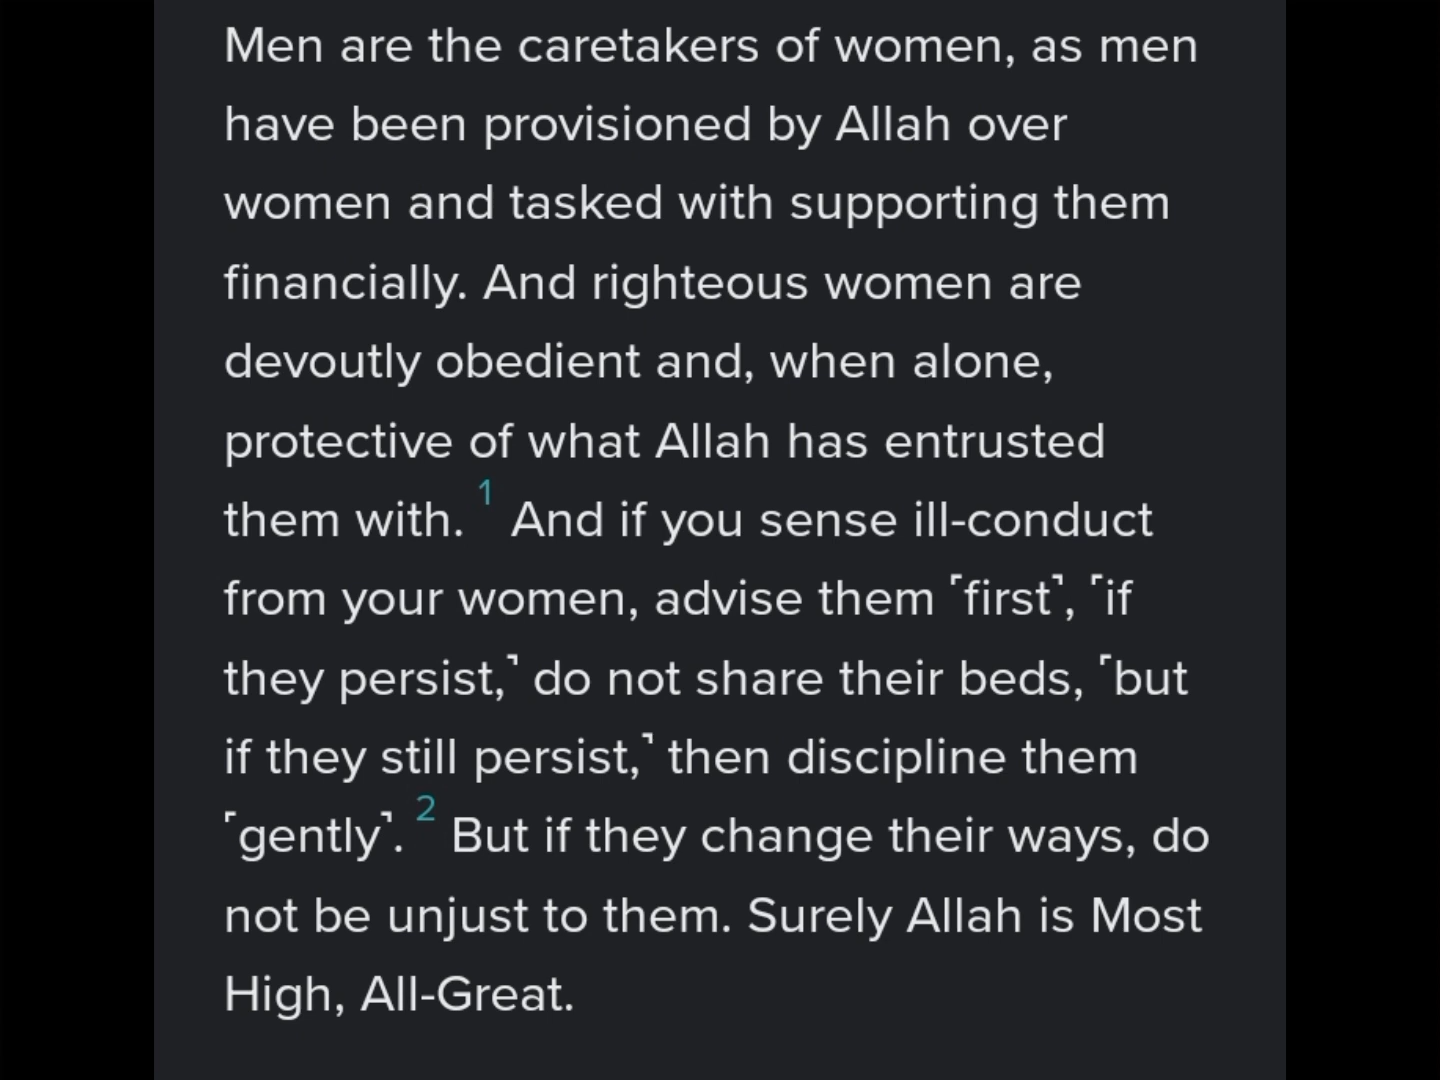 Men are the caretakers of women, as men
have been provisioned by Allah over
women and tasked with supporting them
financially. And righteous women are
devoutly obedient and, when alone,
protective of what Allah has entrusted
them with. 1 And if you sense ill-conduct
from your women, advise them ⸢first⸣, ⸢if
they persist,⸣ do not share their beds, ⸢but
if they still persist,⸣ then discipline them
⸢gently⸣. 2 But if they change their ways, do
not be unjust to them. Surely Allah is Most
High, All-Great.